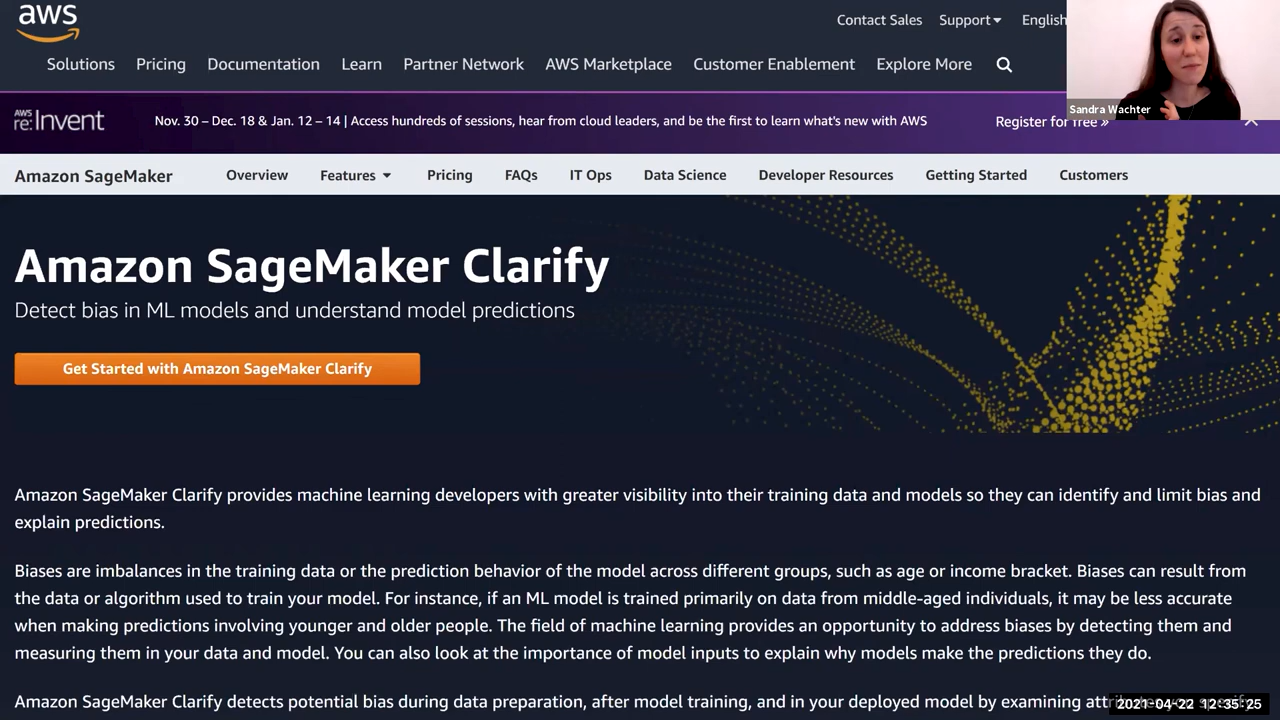 aws
Contact Sales Support English
Solutions Pricing Documentation Learn Partner Network AWS Marketplace Customer Enablement Explore More
Sandra Wachter
AWS re:Invent
Nov. 30 – Dec. 18 & Jan. 12 – 14 | Access hundreds of sessions, hear from cloud leaders, and be the first to learn what's new with AWS
Register for free »
Amazon SageMaker Overview Features Pricing FAQs IT Ops Data Science Developer Resources Getting Started Customers
Amazon SageMaker Clarify
Detect bias in ML models and understand model predictions
Get Started with Amazon SageMaker Clarify
Amazon SageMaker Clarify provides machine learning developers with greater visibility into their training data and models so they can identify and limit bias and
explain predictions.
Biases are imbalances in the training data or the prediction behavior of the model across different groups, such as age or income bracket. Biases can result from
the data or algorithm used to train your model. For instance, if an ML model is trained primarily on data from middle-aged individuals, it may be less accurate
when making predictions involving younger and older people. The field of machine learning provides an opportunity to address biases by detecting them and
measuring them in your data and model. You can also look at the importance of model inputs to explain why models make the predictions they do.
Amazon SageMaker Clarify detects potential bias during data preparation, after model training, and in your deployed model by examining
2021-04-22 12:35:25